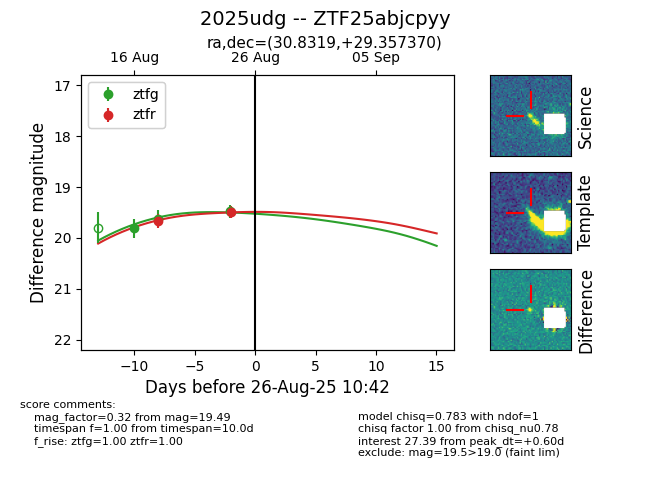 2025udg -- ZTF25abjcpyy
ra,dec=(30.8319,+29.357370)
16 Aug
26 Aug
05 Sep
ztfg
ztfr
17
18
19
20
21
22
Difference magnitude
−10
−5
0
5
10
15
Days before 26-Aug-25 10:42
Science
Template
Difference
score comments:
mag_factor=0.32 from mag=19.49
timespan f=1.00 from timespan=10.0d
f_rise: ztfg=1.00 ztfr=1.00
model chisq=0.783 with ndof=1
chisq factor 1.00 from chisq_nu0.78
interest 27.39 from peak_dt=+0.60d
exclude: mag=19.5>19.0 (faint lim)